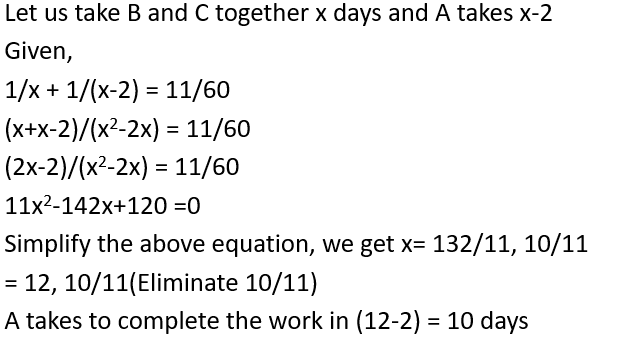 Let us take B and C together x days and A takes x-2
Given,
1/x + 1/(x-2) = 11/60
(x+x-2)/(x²-2x) = 11/60
(2x-2)/(x²-2x) = 11/60
11x²-142x+120 =0
Simplify the above equation, we get x= 132/11, 10/11
= 12, 10/11(Eliminate 10/11)
A takes to complete the work in (12-2) = 10 days